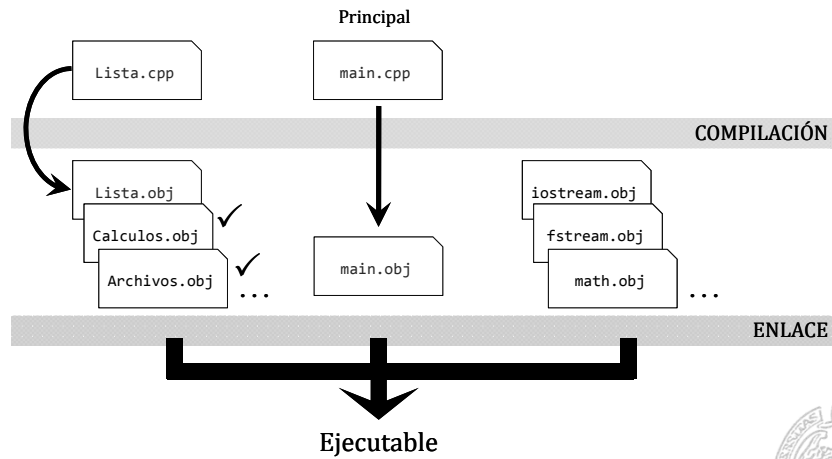 Principal
Lista.cpp
main.cpp
COMPILACIÓN
Lista.obj
Calculos.obj
Archivos.obj
...
main.obj
iostream.obj
fstream.obj
math.obj
...
ENLACE
Ejecutable